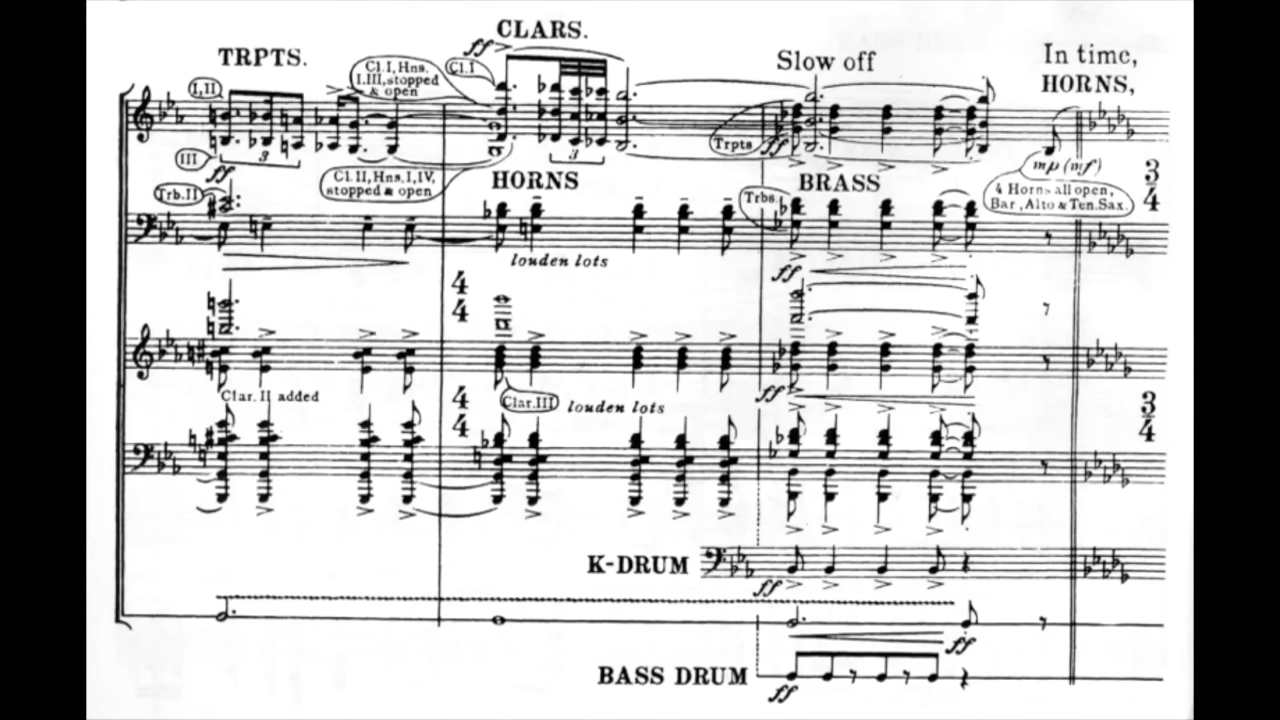 CLARS.
TRPTS.
ff
Cl.I, Hns.
I.III, stopped
& open
Cl.I
Slow off
In time,
HORNS,
I,II
3
III
ff
3
Trpts
ff
mp (mf)
3
4
Cl. II, Hns. I, IV,
stopped & open
HORNS
BRASS
4 Horns all open,
Bar, Alto & Ten. Sax.
Trb. II
Trbs.
louden lots
ff
4
4
ff
Clar. II added
4
4
Clar. III
louden lots
3
4
K-DRUM
ff
ff
BASS DRUM
ff